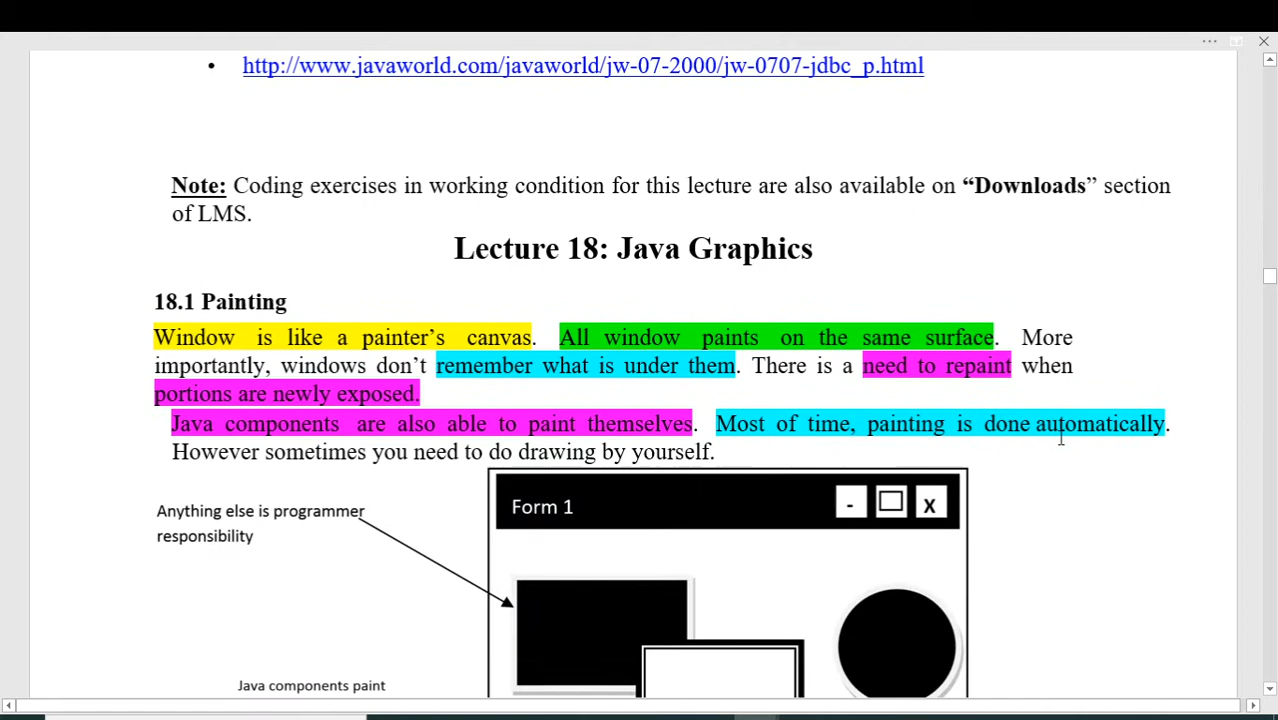 • http://www.javaworld.com/javaworld/jw-07-2000/jw-0707-jdbc_p.html
Note: Coding exercises in working condition for this lecture are also available on “Downloads” section
of LMS.
Lecture 18: Java Graphics
18.1 Painting
Window is like a painter’s canvas. All window paints on the same surface. More
importantly, windows don’t remember what is under them. There is a need to repaint when
portions are newly exposed.
Java components are also able to paint themselves. Most of time, painting is done automatically.
However sometimes you need to do drawing by yourself.
Anything else is programmer
responsibility
Form 1 - X
Java components paint